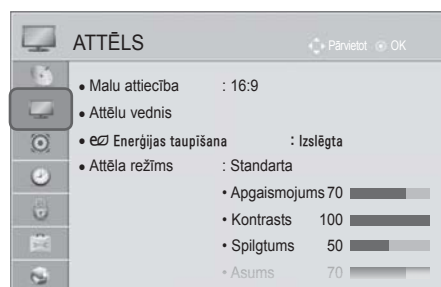 ATTĒLS
Pārvietot OK
• Malu attiecība : 16:9
• Attēlu vednis
• Enerģijas taupīšana : Izslēgta
• Attēla režīms : Standarta
• Apgaismojums 70
• Kontrasts 100
• Spilgtums 50
• Asums 70